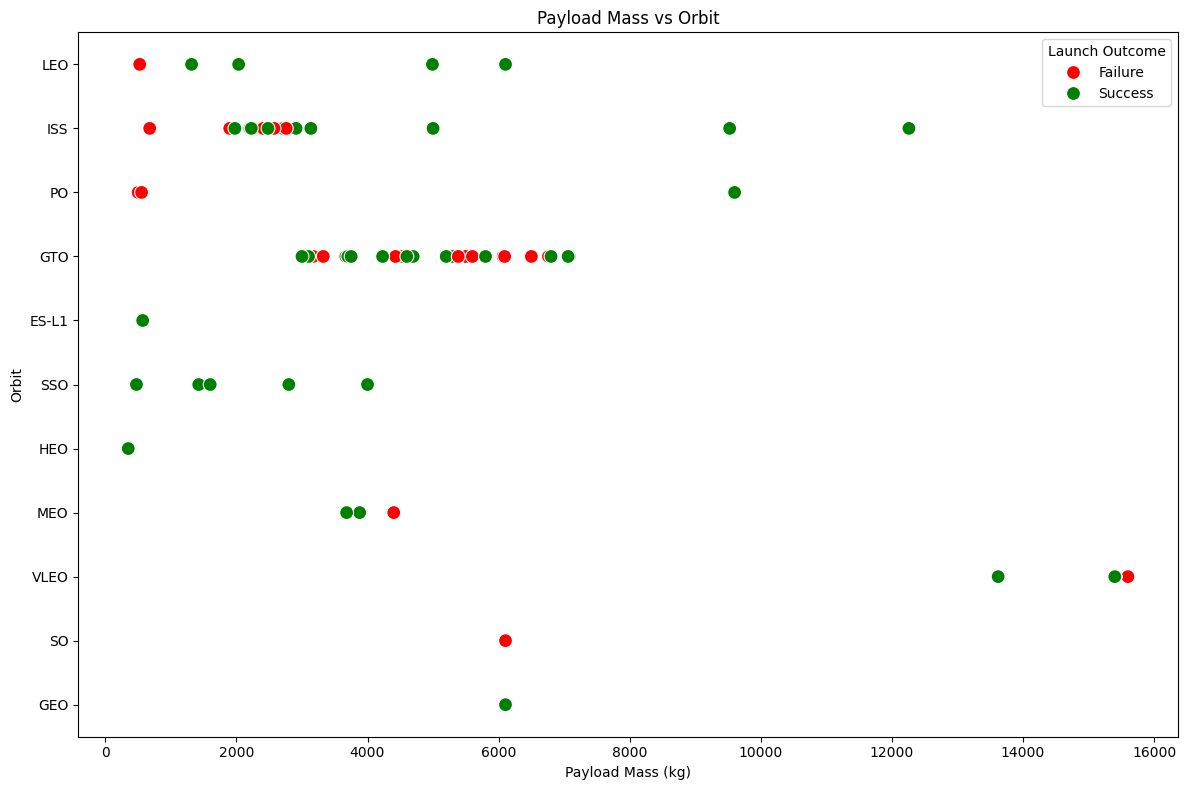 Payload Mass vs Orbit
Launch Outcome
Failure
Success
Orbit
LEO
ISS
PO
GTO
ES-L1
SSO
HEO
MEO
VLEO
SO
GEO
0 2000 4000 6000 8000 10000 12000 14000 16000
Payload Mass (kg)